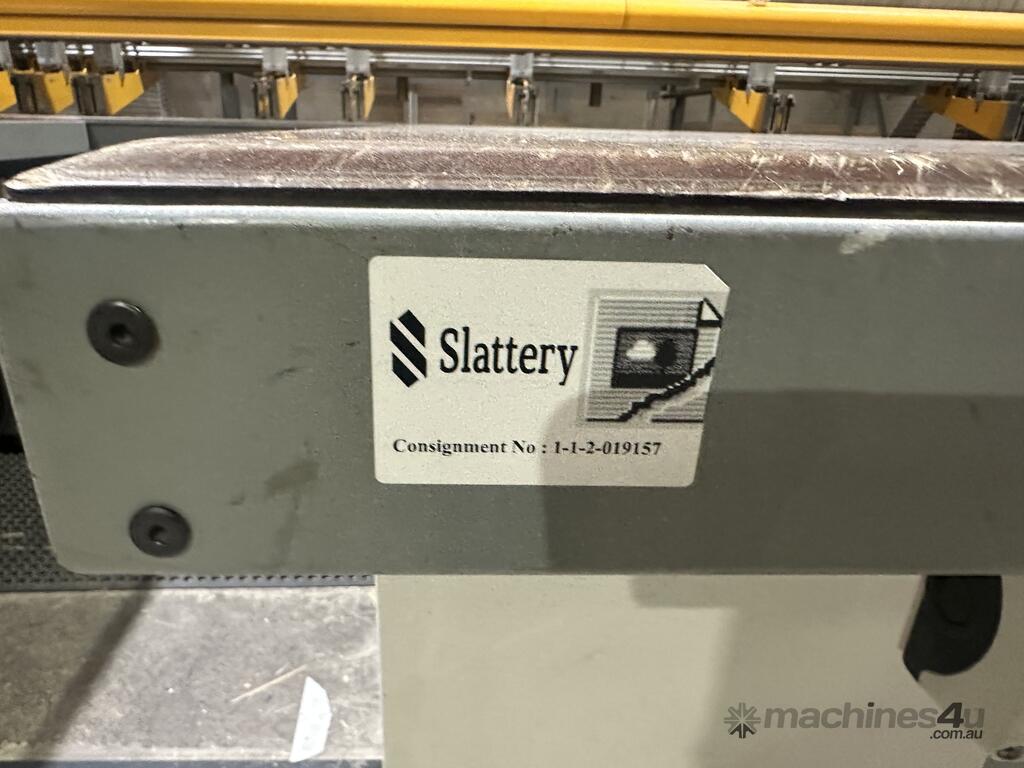 Slattery
Consignment No : 1-1-2-019157
machines4u
.com.au